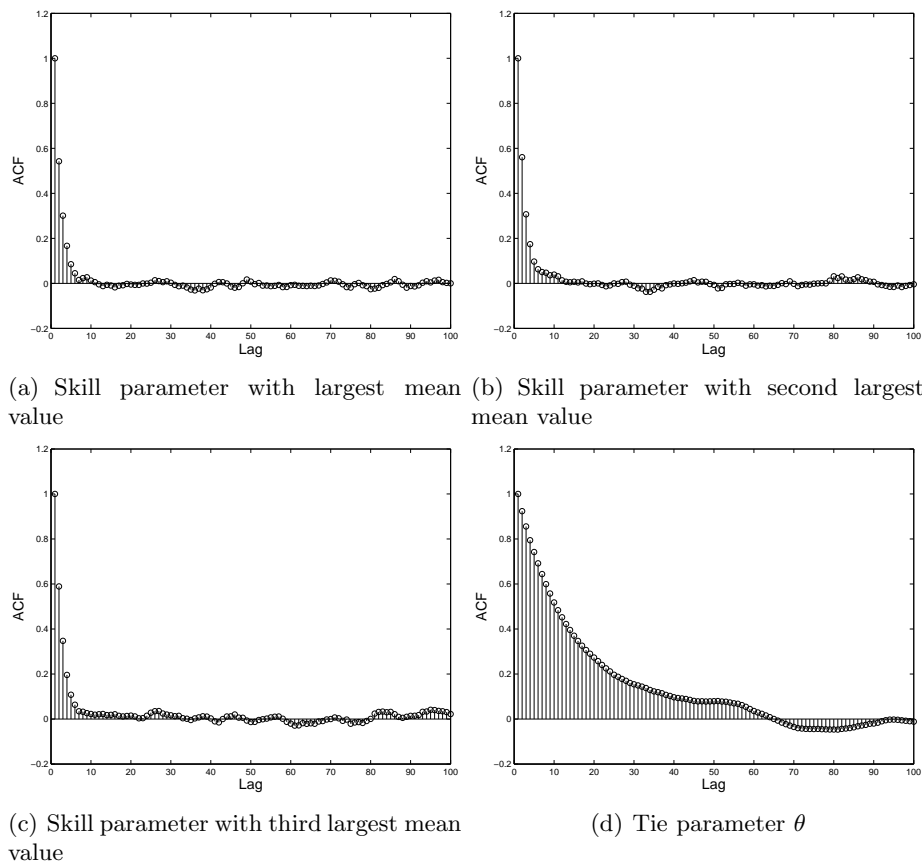 1.2
1
0.8
0.6
0.4
0.2
0
−0.2
ACF
0 10 20 30 40 50 60 70 80 90 100
Lag
1.2
1
0.8
0.6
0.4
0.2
0
−0.2
ACF
0 10 20 30 40 50 60 70 80 90 100
Lag
(a) Skill parameter with largest mean
value
(b) Skill parameter with second largest
mean value
1.2
1
0.8
0.6
0.4
0.2
0
−0.2
ACF
0 10 20 30 40 50 60 70 80 90 100
Lag
1.2
1
0.8
0.6
0.4
0.2
0
−0.2
ACF
0 10 20 30 40 50 60 70 80 90 100
Lag
(c) Skill parameter with third largest mean
value
(d) Tie parameter θ